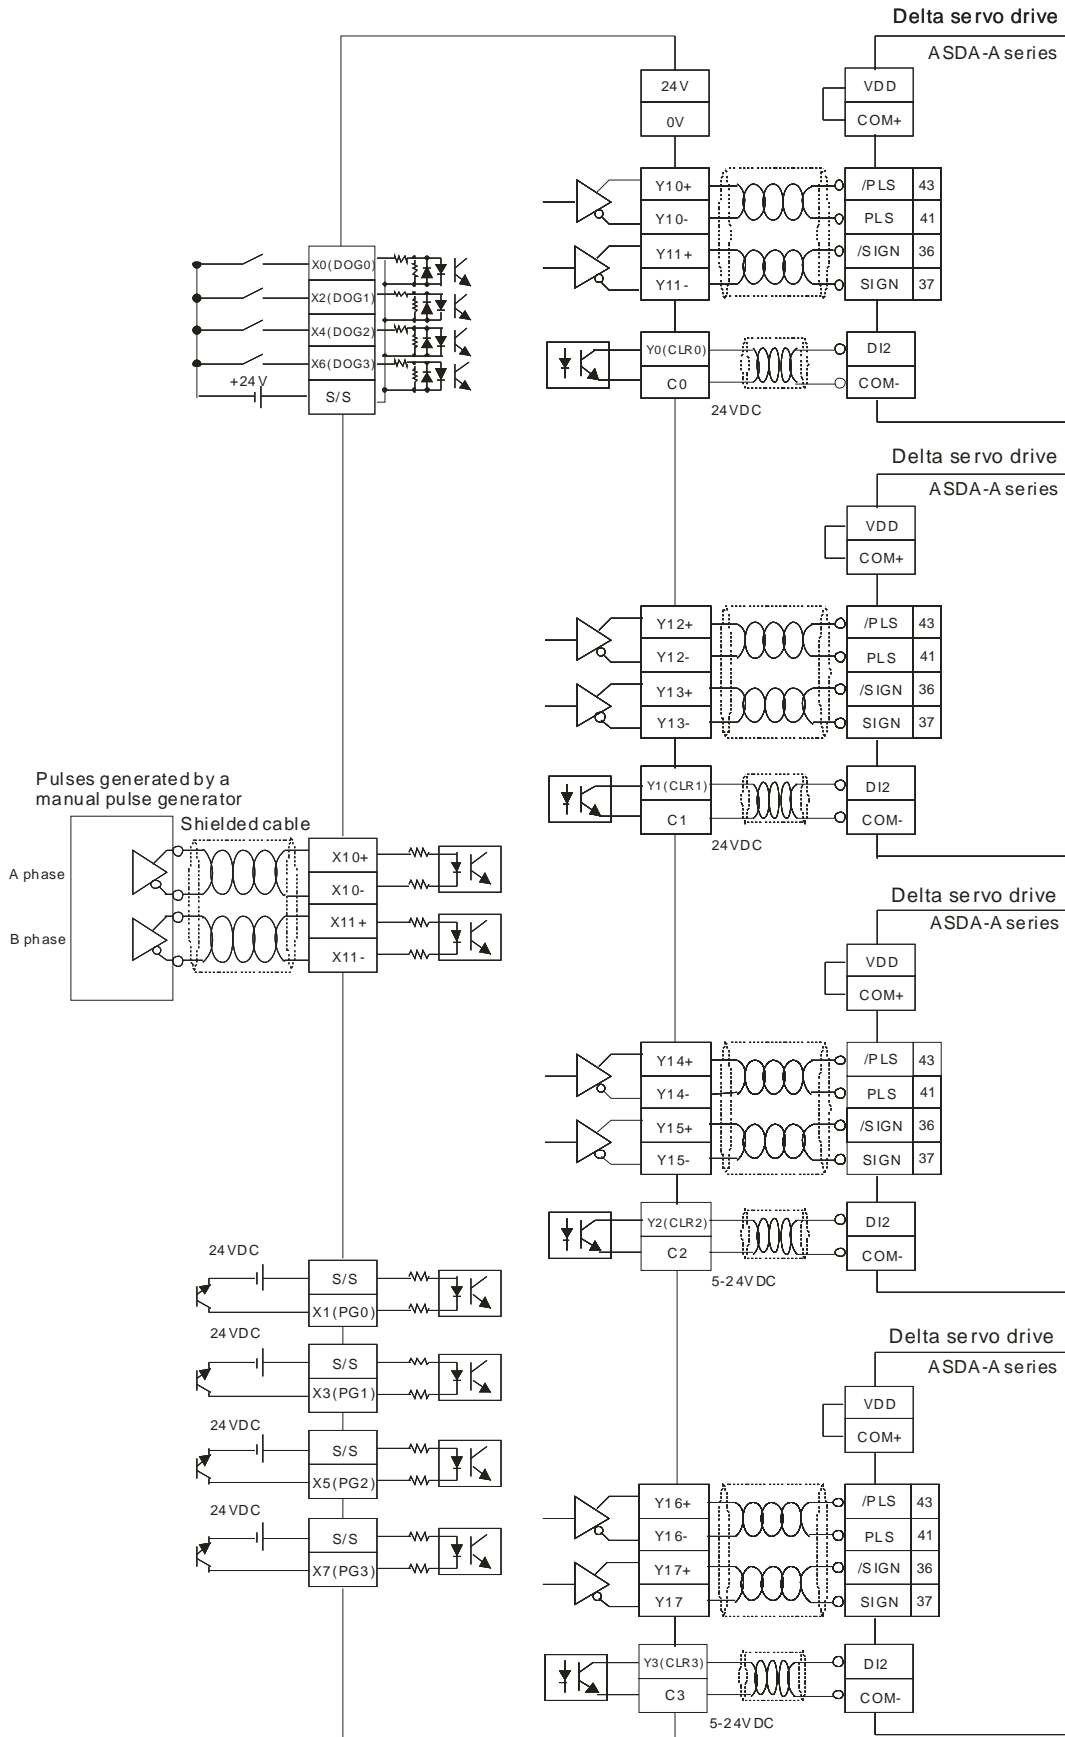 Delta servo drive
ASDA-A series
24V
0V
VDD
COM+
Y10+
Y10-
Y11+
Y11-
/PLS 43
PLS 41
/SIGN 36
SIGN 37
X0(DOG0)
X2(DOG1)
X4(DOG2)
X6(DOG3)
+24V
S/S
Y0(CLR0)
C0
24VDC
DI2
COM-
Delta servo drive
ASDA-A series
VDD
COM+
Y12+
Y12-
Y13+
Y13-
/PLS 43
PLS 41
/SIGN 36
SIGN 37
Y1(CLR1)
C1
24VDC
DI2
COM-
Pulses generated by a
manual pulse generator
Shielded cable
A phase
B phase
X10+
X10-
X11+
X11-
Delta servo drive
ASDA-A series
VDD
COM+
Y14+
Y14-
Y15+
Y15-
/PLS 43
PLS 41
/SIGN 36
SIGN 37
Y2(CLR2)
C2
5-24VDC
DI2
COM-
24VDC
S/S
X1(PG0)
24VDC
S/S
X3(PG1)
24VDC
S/S
X5(PG2)
24VDC
S/S
X7(PG3)
Delta servo drive
ASDA-A series
VDD
COM+
Y16+
Y16-
Y17+
Y17
/PLS 43
PLS 41
/SIGN 36
SIGN 37
Y3(CLR3)
C3
5-24VDC
DI2
COM-